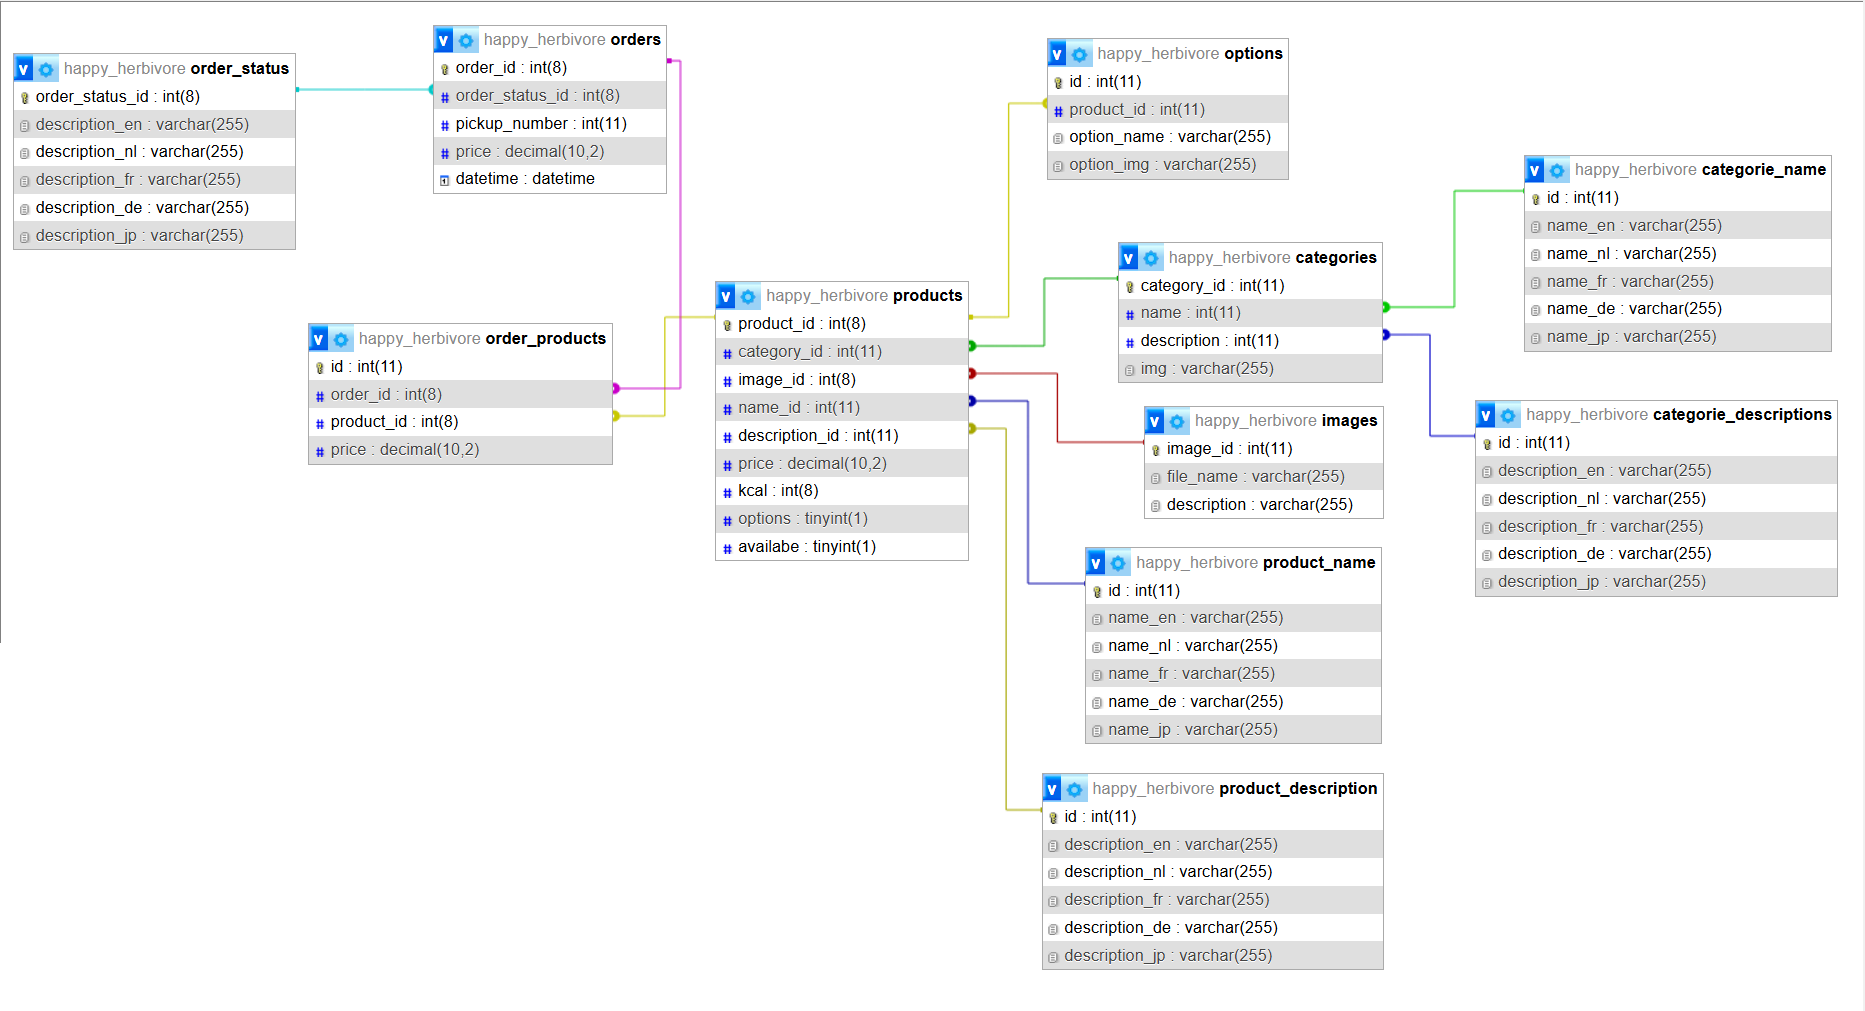 happy_herbivore order_status
order_status_id : int(8)
description_en : varchar(255)
description_nl : varchar(255)
description_fr : varchar(255)
description_de : varchar(255)
description_jp : varchar(255)
happy_herbivore orders
order_id : int(8)
order_status_id : int(8)
pickup_number : int(11)
price : decimal(10,2)
datetime : datetime
happy_herbivore order_products
id : int(11)
order_id : int(8)
product_id : int(8)
price : decimal(10,2)
happy_herbivore products
product_id : int(8)
category_id : int(11)
image_id : int(8)
name_id : int(11)
description_id : int(11)
price : decimal(10,2)
kcal : int(8)
options : tinyint(1)
availabe : tinyint(1)
happy_herbivore options
id : int(11)
product_id : int(11)
option_name : varchar(255)
option_img : varchar(255)
happy_herbivore categories
category_id : int(11)
name : int(11)
description : int(11)
img : varchar(255)
happy_herbivore images
image_id : int(11)
file_name : varchar(255)
description : varchar(255)
happy_herbivore product_name
id : int(11)
name_en : varchar(255)
name_nl : varchar(255)
name_fr : varchar(255)
name_de : varchar(255)
name_jp : varchar(255)
happy_herbivore product_description
id : int(11)
description_en : varchar(255)
description_nl : varchar(255)
description_fr : varchar(255)
description_de : varchar(255)
description_jp : varchar(255)
happy_herbivore categorie_name
id : int(11)
name_en : varchar(255)
name_nl : varchar(255)
name_fr : varchar(255)
name_de : varchar(255)
name_jp : varchar(255)
happy_herbivore categorie_descriptions
id : int(11)
description_en : varchar(255)
description_nl : varchar(255)
description_fr : varchar(255)
description_de : varchar(255)
description_jp : varchar(255)